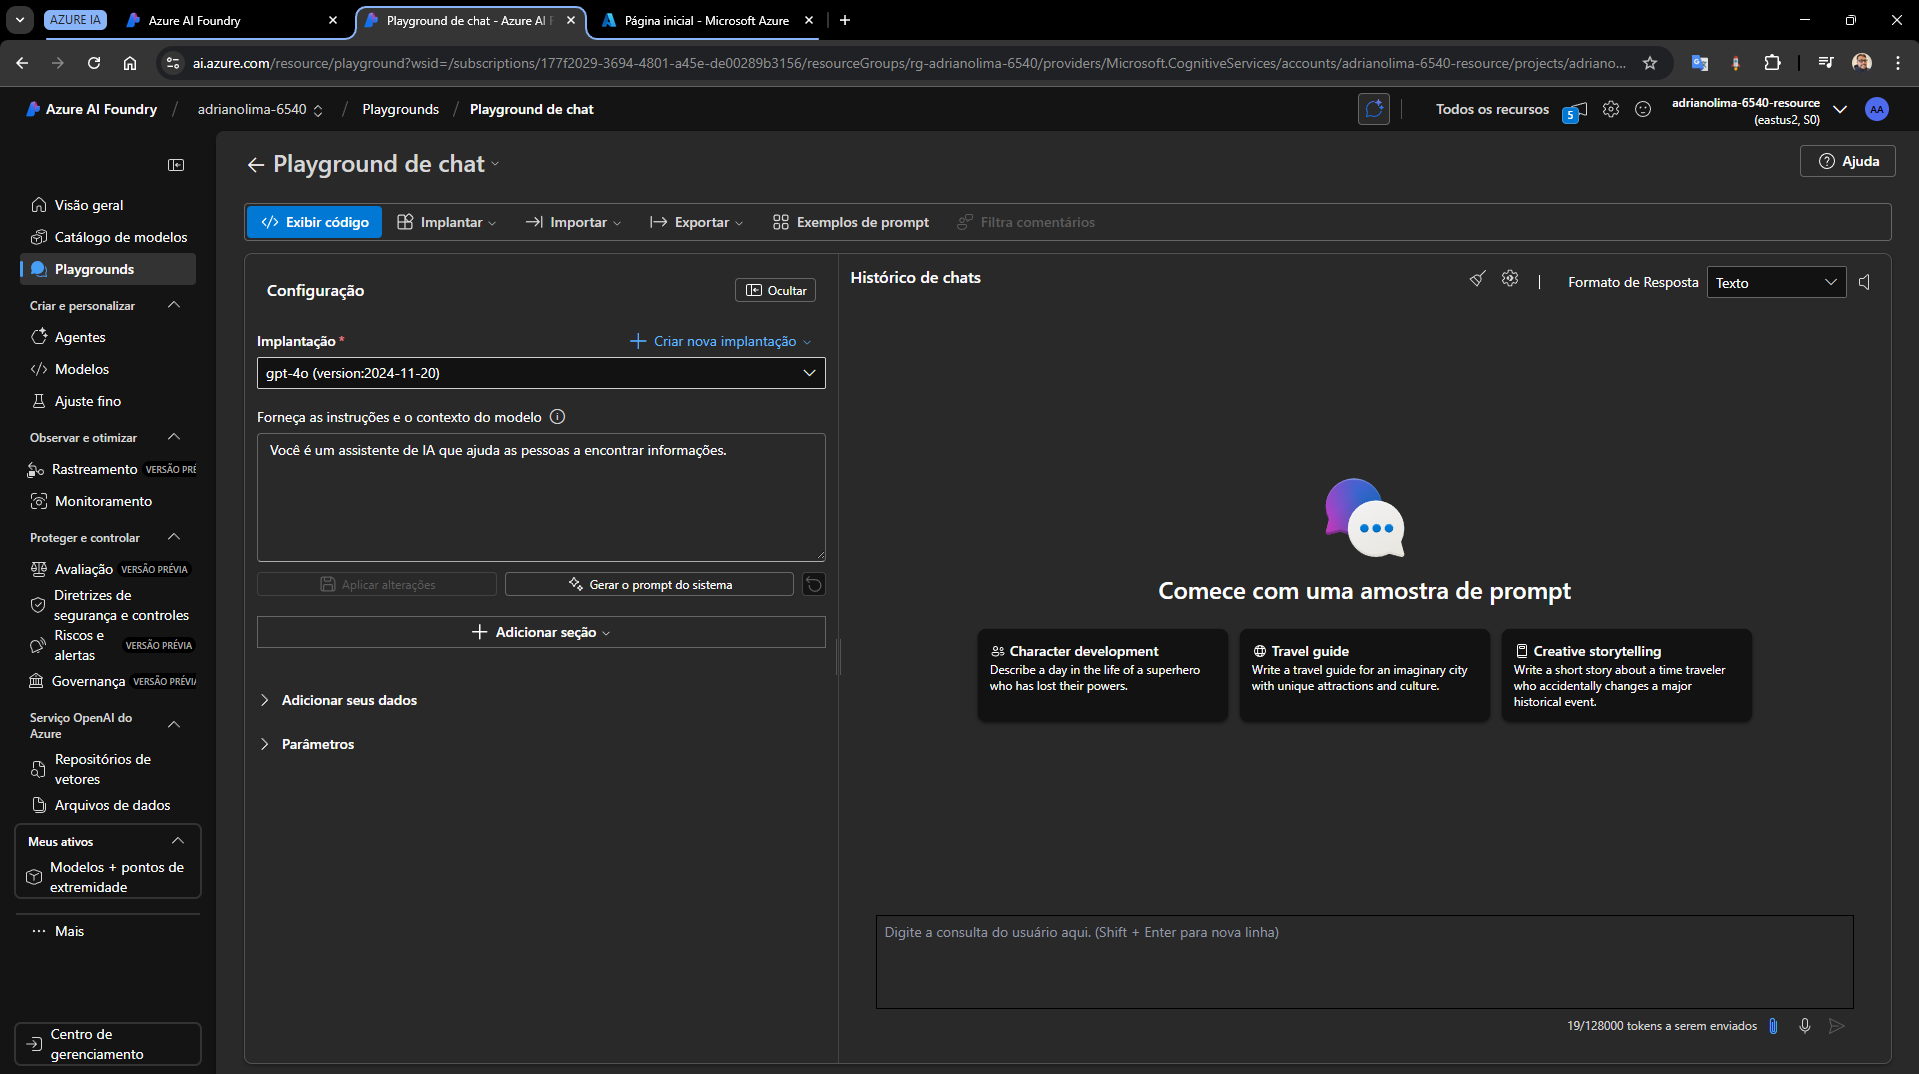 AZURE IA
Azure AI Foundry
Playground de chat - Azure AI F
Página inicial - Microsoft Azure
ai.azure.com/resource/playground?wsid=/subscriptions/177f2029-3694-4801-a45e-de00289b3156/resourceGroups/rg-adrianolima-6540/providers/Microsoft.CognitiveServices/accounts/adrianolima-6540-resource/projects/adriano...
Azure AI Foundry / adrianolima-6540 / Playgrounds / Playground de chat
Todos os recursos
5
adrianolima-6540-resource
(eastus2, S0)
AA
Playground de chat
Ajuda
Visão geral
Catálogo de modelos
Playgrounds
Criar e personalizar
Agentes
Modelos
Ajuste fino
Observar e otimizar
Rastreamento VERSÃO PRÉ
Monitoramento
Proteger e controlar
Avaliação VERSÃO PRÉVIA
Diretrizes de
segurança e controles
Riscos e
alertas
VERSÃO PRÉVIA
Governança VERSÃO PRÉVIA
Serviço OpenAI do
Azure
Repositórios de
vetores
Arquivos de dados
Meus ativos
Modelos + pontos de
extremidade
Mais
Centro de
gerenciamento
Exibir código
Implantar
Importar
Exportar
Exemplos de prompt
Filtra comentários
Configuração
Ocultar
Implantação *
Criar nova implantação
gpt-4o (version:2024-11-20)
Forneça as instruções e o contexto do modelo
Você é um assistente de IA que ajuda as pessoas a encontrar informações.
Aplicar alterações
Gerar o prompt do sistema
Adicionar seção
Adicionar seus dados
Parâmetros
Histórico de chats
Formato de Resposta
Texto
Comece com uma amostra de prompt
Character development
Describe a day in the life of a superhero
who has lost their powers.
Travel guide
Write a travel guide for an imaginary city
with unique attractions and culture.
Creative storytelling
Write a short story about a time traveler
who accidentally changes a major
historical event.
Digite a consulta do usuário aqui. (Shift + Enter para nova linha)
19/128000 tokens a serem enviados